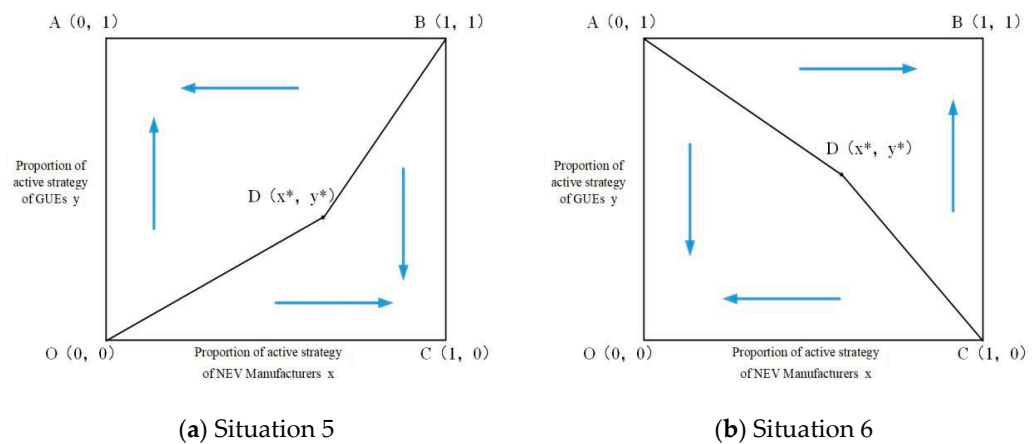 A（0, 1）
B（1, 1）
Proportion of
active strategy
of GUEs y
D（x*, y*）
O（0, 0）
Proportion of active strategy
of NEV Manufacturers x
C（1, 0）
(a) Situation 5
A（0, 1）
B（1, 1）
Proportion of
active strategy
of GUEs y
D（x*, y*）
O（0, 0）
Proportion of active strategy
of NEV Manufacturers x
C（1, 0）
(b) Situation 6